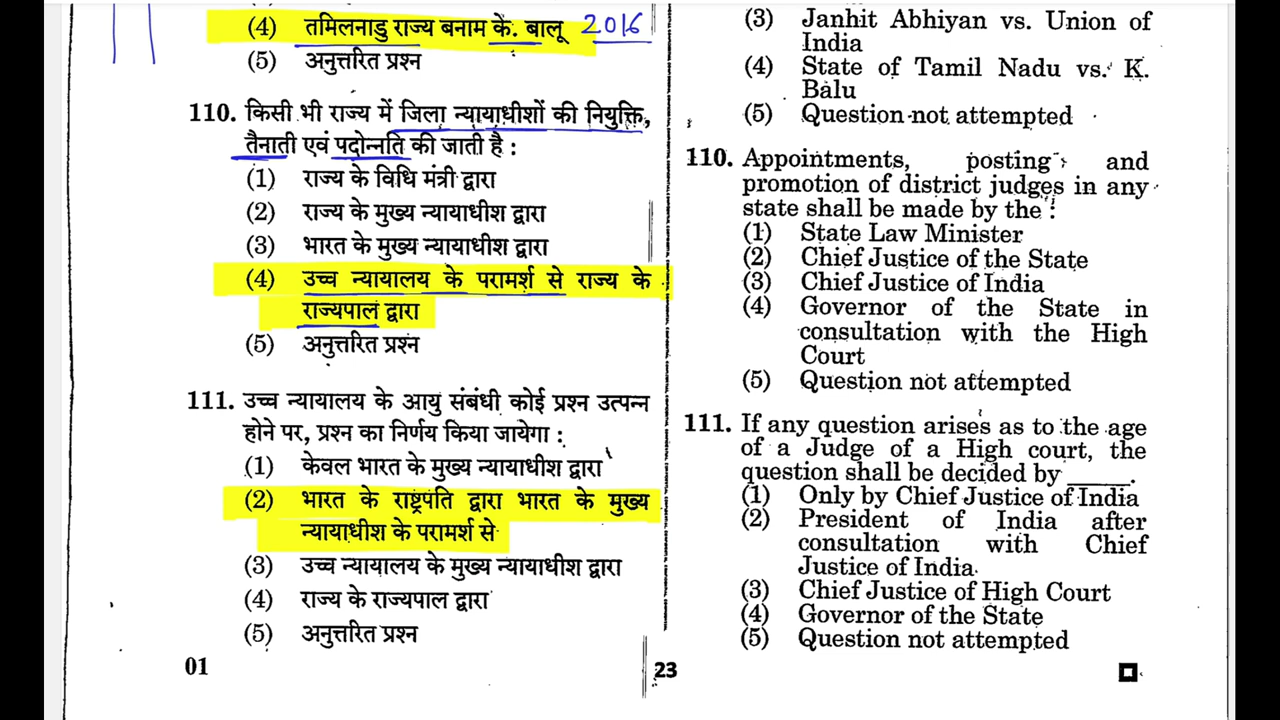 (4) तमिलनाडु राज्य बनाम कें. बालू 2016
(5) अनुत्तरित प्रश्न
110. किसी भी राज्य में जिला न्यायाधीशों की नियुक्ति,
तैनाती एवं पदोन्नति की जाती है :
(1) राज्य के विधि मंत्री द्वारा
(2) राज्य के मुख्य न्यायाधीश द्वारा
(3) भारत के मुख्य न्यायाधीश द्वारा
(4) उच्च न्यायालय के परामर्श से राज्य के
राज्यपाल द्वारा
(5) अनुत्तरित प्रश्न
111. उच्च न्यायालय के आयु संबंधी कोई प्रश्न उत्पन्न
होने पर, प्रश्न का निर्णय किया जायेगा :
(1) केवल भारत के मुख्य न्यायाधीश द्वारा
(2) भारत के राष्ट्रपति द्वारा भारत के मुख्य
न्यायाधीश के परामर्श से
(3) उच्च न्यायालय के मुख्य न्यायाधीश द्वारा
(4) राज्य के राज्यपाल द्वारा
(5) अनुत्तरित प्रश्न
(3) Janhit Abhiyan vs. Union of
India
(4) State of Tamil Nadu vs. K.
Balu
(5) Question not attempted
110. Appointments, posting and
promotion of district judges in any
state shall be made by the :
(1) State Law Minister
(2) Chief Justice of the State
(3) Chief Justice of India
(4) Governor of the State in
consultation with the High
Court
(5) Question not attempted
111. If any question arises as to the age
of a Judge of a High court, the
question shall be decided by _____.
(1) Only by Chief Justice of India
(2) President of India after
consultation with Chief
Justice of India.
(3) Chief Justice of High Court
(4) Governor of the State
(5) Question not attempted
01
23